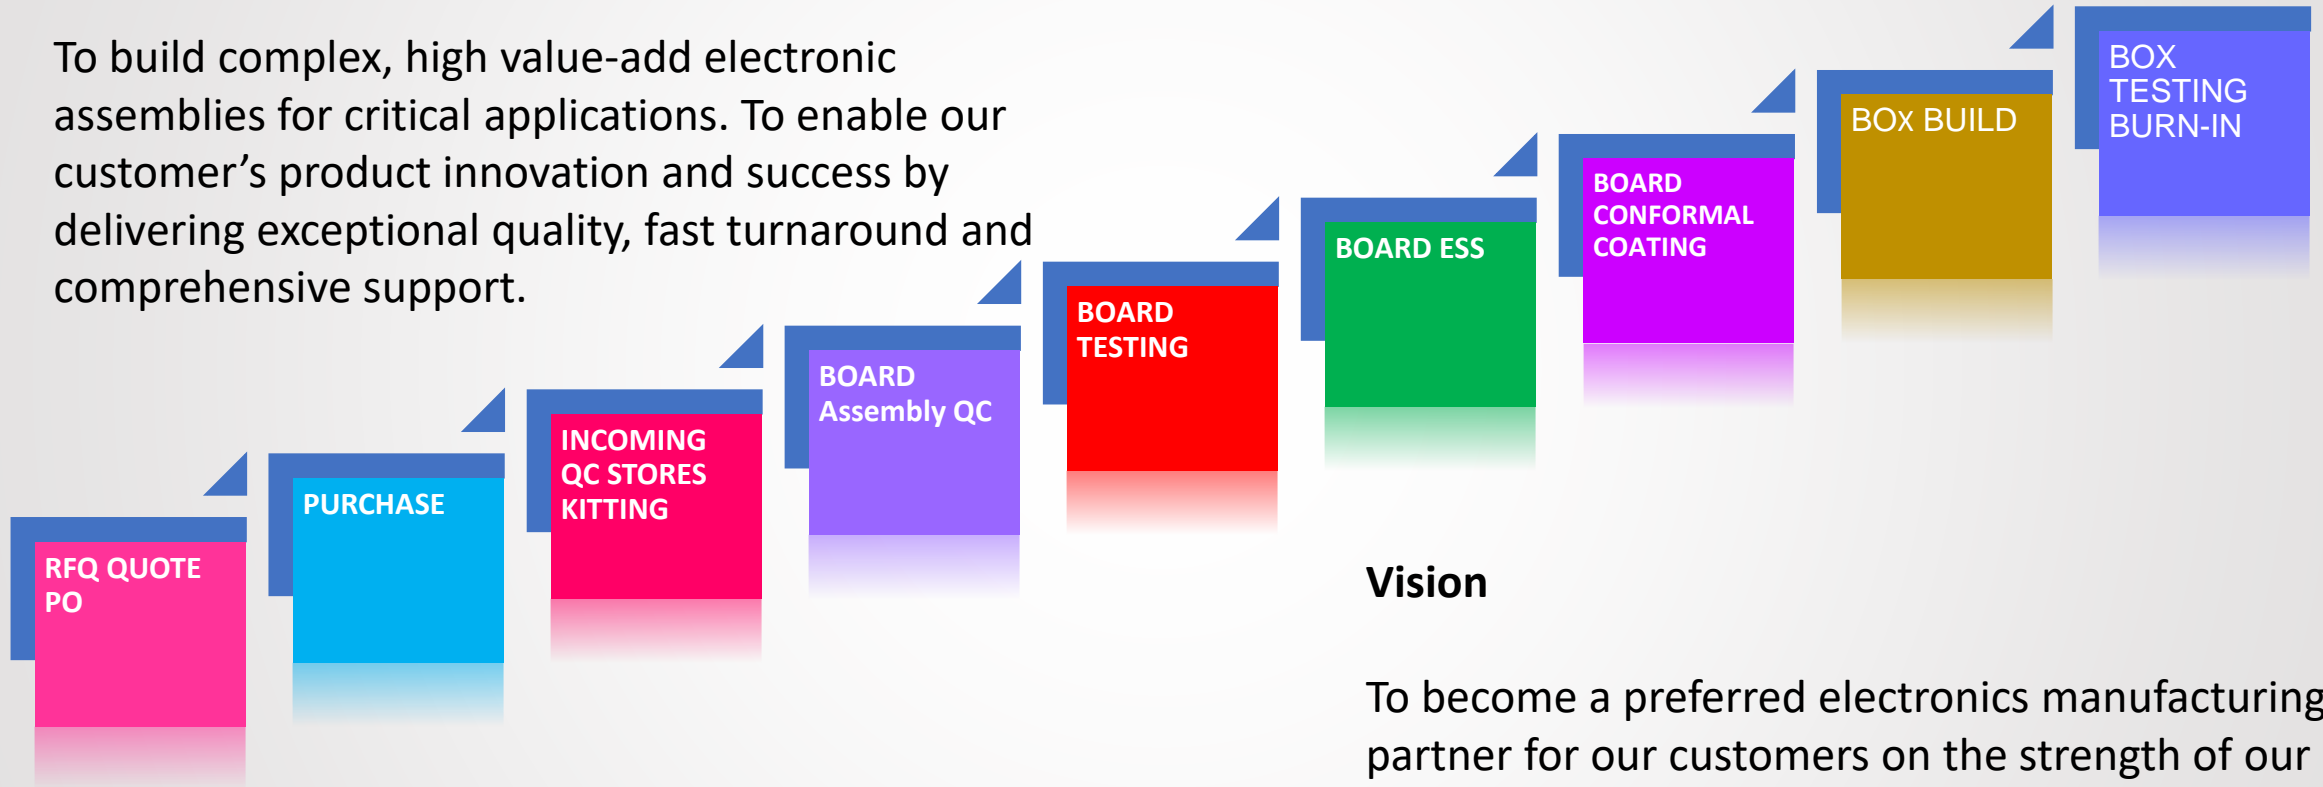 To build complex, high value-add electronic
assemblies for critical applications. To enable our
customer’s product innovation and success by
delivering exceptional quality, fast turnaround and
comprehensive support.
RFQ QUOTE
PO
PURCHASE
INCOMING
QC STORES
KITTING
BOARD
Assembly QC
BOARD
TESTING
BOARD ESS
BOARD
CONFORMAL
COATING
BOx BUILD
BOX
TESTING
BURN-IN
Vision
To become a preferred electronics manufacturing
partner for our customers on the strength of our